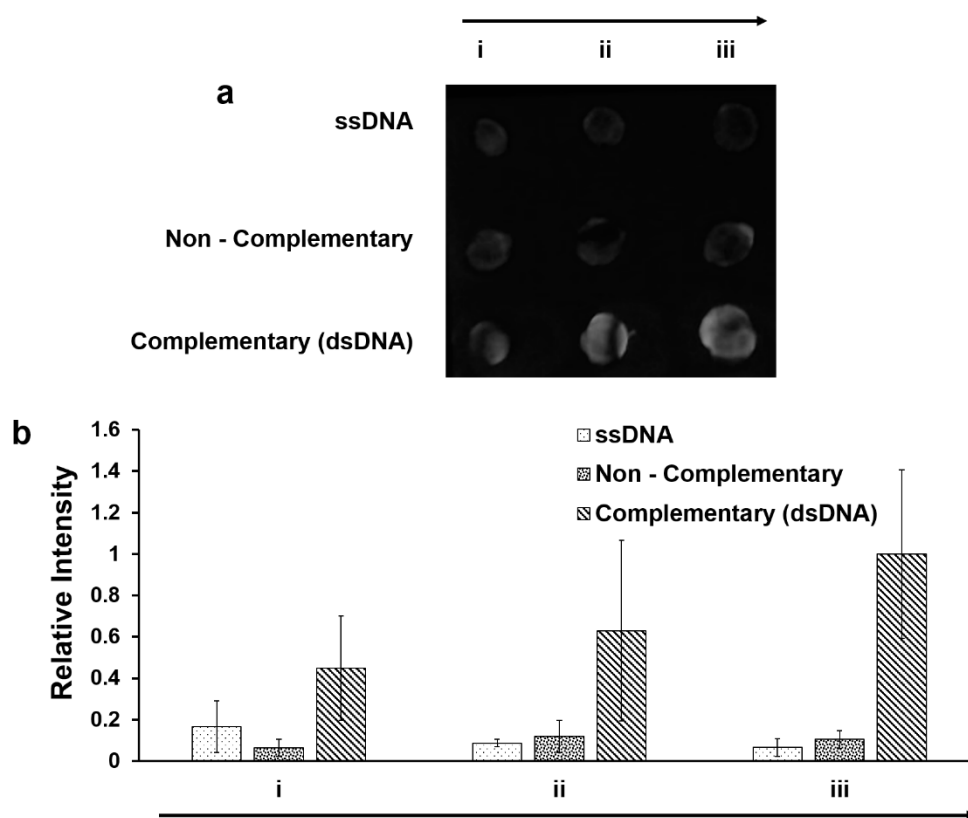 i ii iii
a
ssDNA
Non - Complementary
Complementary (dsDNA)
b
Relative Intensity
1.6
1.4
1.2
1
0.8
0.6
0.4
0.2
0
ssDNA
Non - Complementary
Complementary (dsDNA)
i ii iii